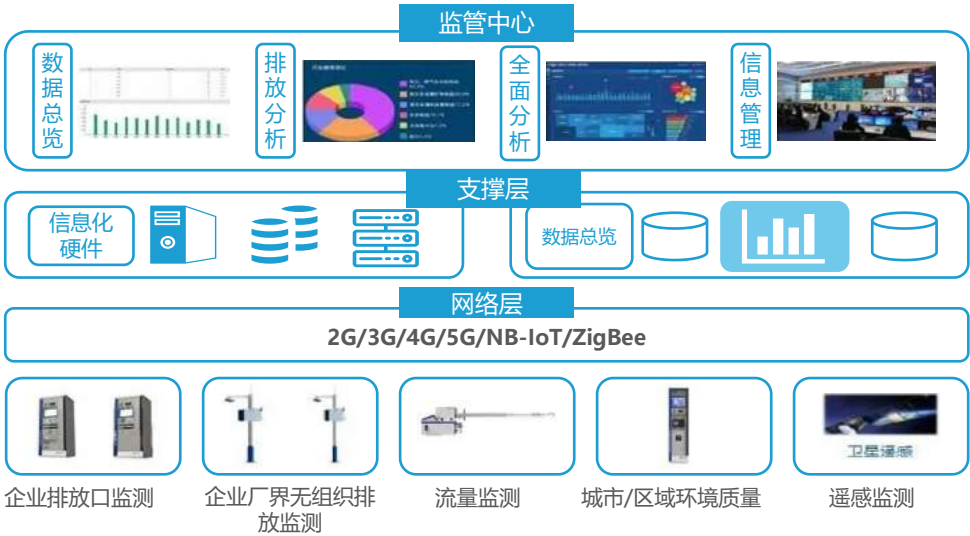 监管中心
数据总览
排放分析
全面分析
信息管理
支撑层
信息化
硬件
数据总览
网络层
2G/3G/4G/5G/NB-IoT/ZigBee
卫星遥感
企业排放口监测
企业厂界无组织排
放监测
流量监测
城市/区域环境质量
遥感监测